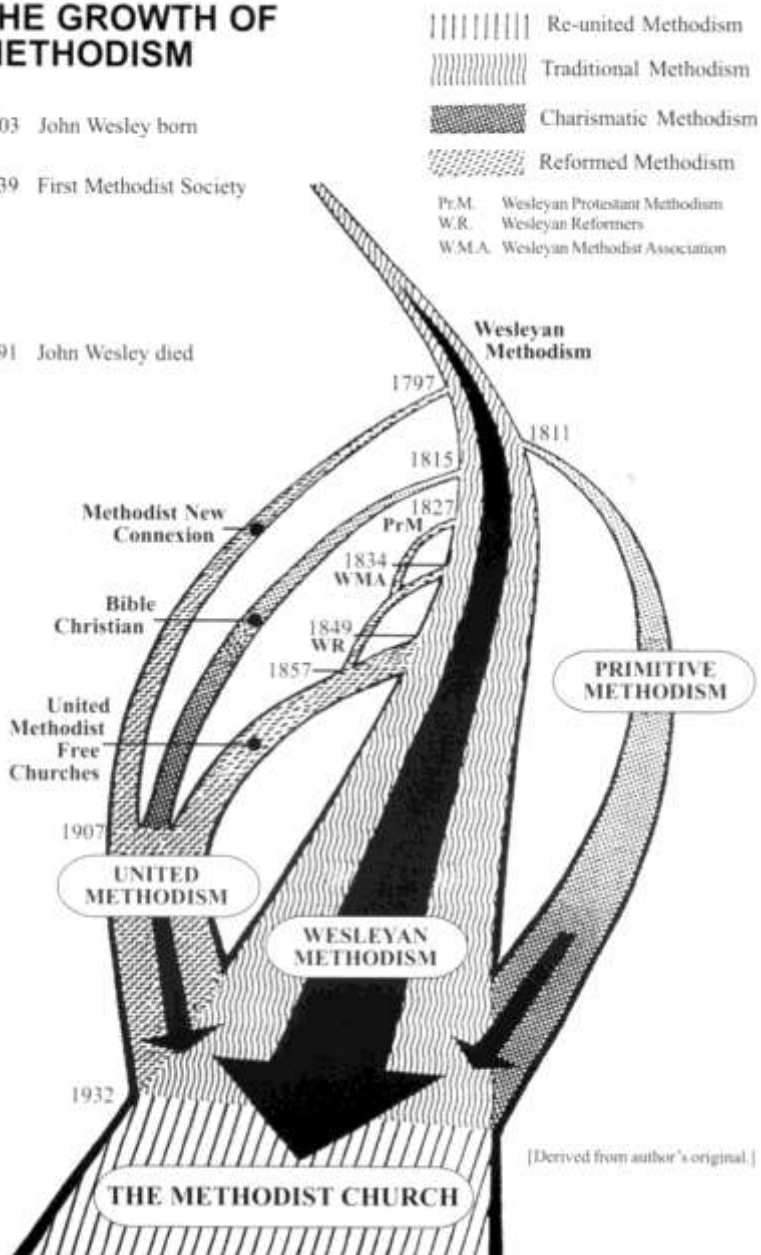 HE GROWTH OF
METHODISM
03 John Wesley born
39 First Methodist Society
91 John Wesley died
Re-united Methodism
Traditional Methodism
Charismatic Methodism
Reformed Methodism
Pr.M. Wesleyan Protestant Methodism
W.R. Wesleyan Reformers
W.M.A. Wesleyan Methodist Association
Wesleyan
Methodism
1797
1811
1815
1827
PrM
Methodist New
Connexion
1834
WMA
Bible
Christian
1849
WR
1857
PRIMITIVE
METHODISM
United
Methodist
Free
Churches
1907
UNITED
METHODISM
WESLEYAN
METHODISM
1932
[Derived from author's original.]
THE METHODIST CHURCH